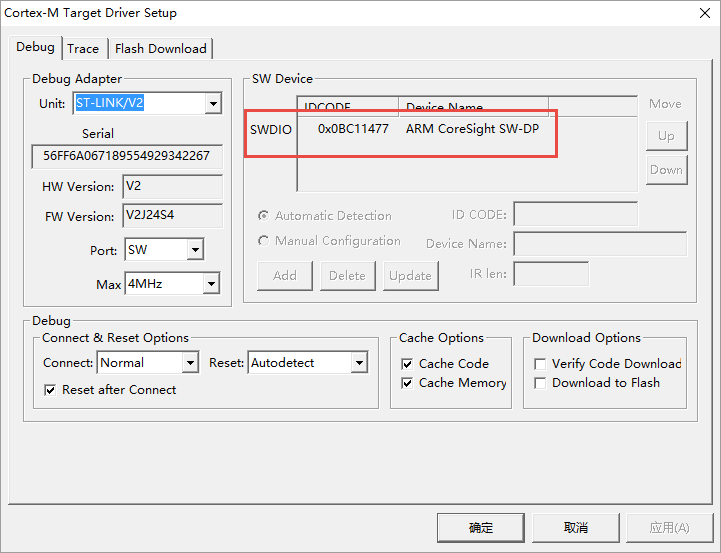 Cortex-M Target Driver Setup
Debug Trace Flash Download
Debug Adapter
Unit: ST-LINK/V2
Serial
56FF6A067189554929342267
HW Version: V2
FW Version: V2J24S4
Port: SW
Max 4MHz
SW Device
IDCODE Device Name
SWDIO 0x0BC11477 ARM CoreSight SW-DP
Move
Up
Down
Automatic Detection
Manual Configuration
ID CODE:
Device Name:
Add Delete Update
IR len:
Debug
Connect & Reset Options
Connect: Normal Reset: Autodetect
Reset after Connect
Cache Options
Cache Code
Cache Memory
Download Options
Verify Code Download
Download to Flash
确定 取消 应用(A)